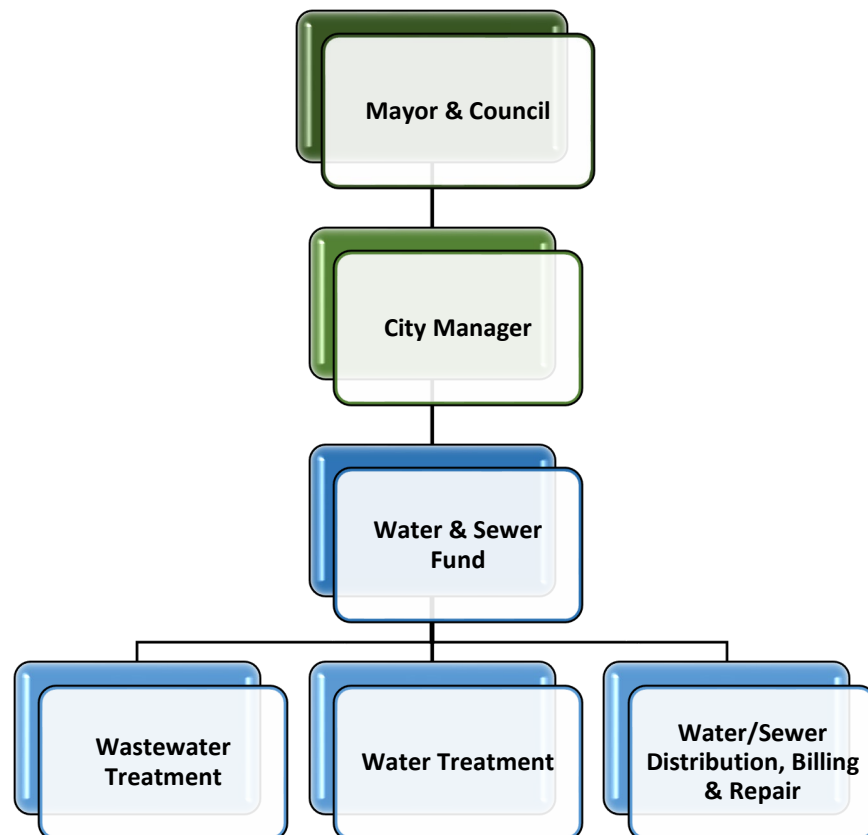 Mayor & Council
City Manager
Water & Sewer
Fund
Wastewater
Treatment
Water Treatment
Water/Sewer
Distribution, Billing
& Repair